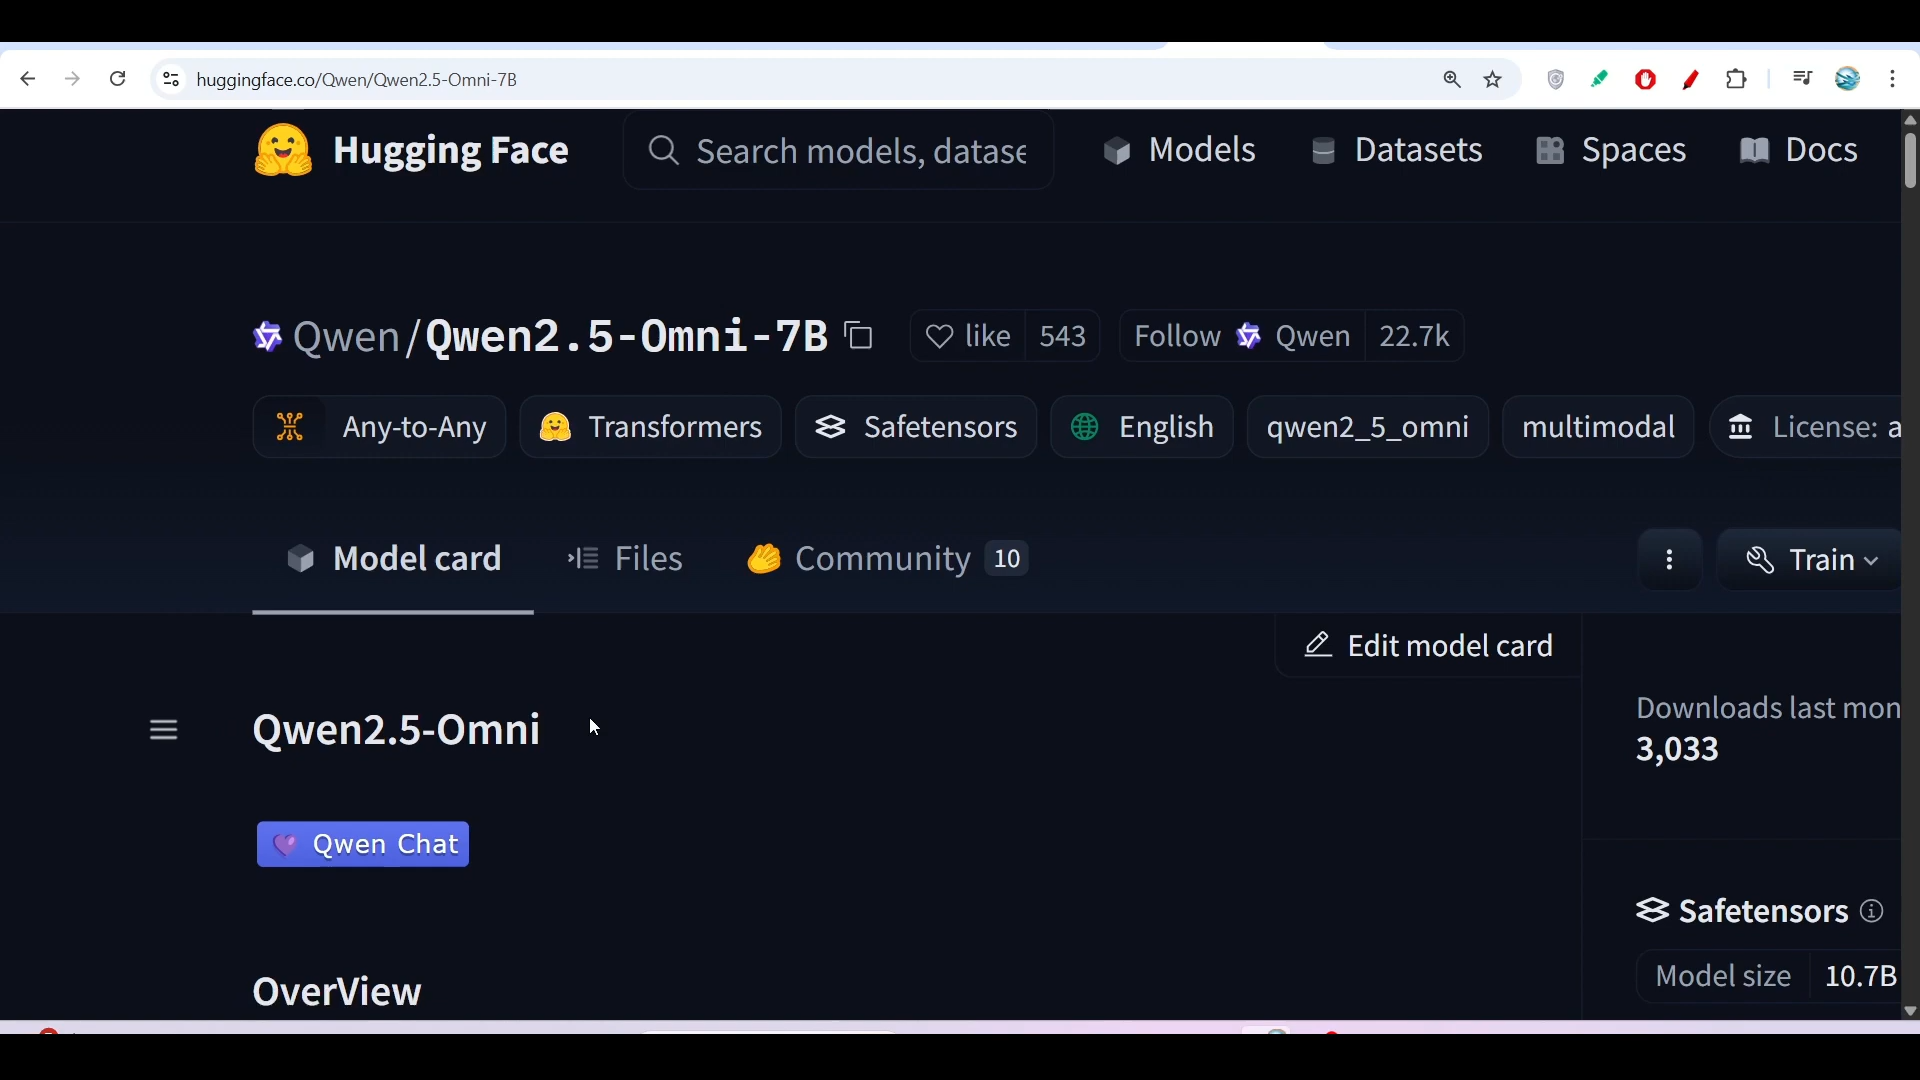 huggingface.co/Qwen/Qwen2.5-Omni-7B
Hugging Face
Search models, datase
Models
Datasets
Spaces
Docs
Qwen/Qwen2.5-Omni-7B
like 543
Follow Qwen 22.7k
Any-to-Any
Transformers
Safetensors
English
qwen2_5_omni
multimodal
License: a
Model card
Files
Community 10
Train
Edit model card
Qwen2.5-Omni
Downloads last mon
3,033
Qwen Chat
Safetensors
Model size 10.7B
OverView